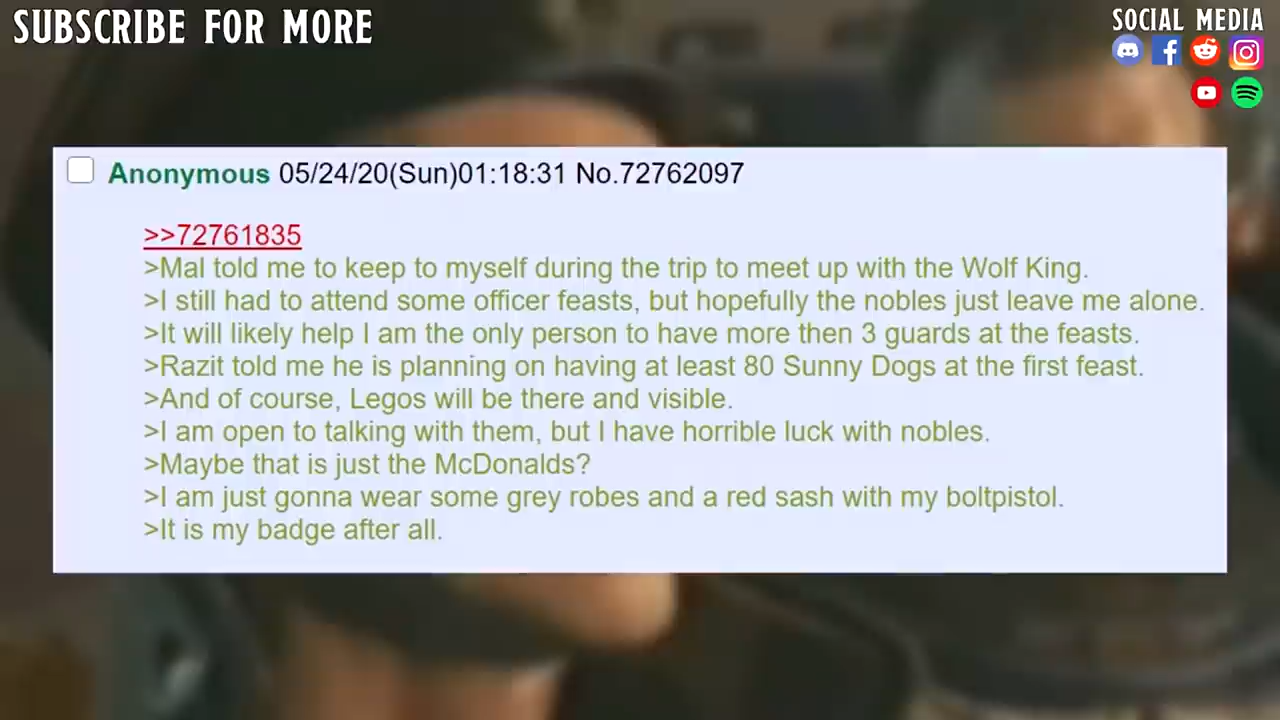 SUBSCRIBE FOR MORE
SOCIAL MEDIA
Anonymous 05/24/20(Sun)01:18:31 No.72762097
>>72761835
>Mal told me to keep to myself during the trip to meet up with the Wolf King.
>I still had to attend some officer feasts, but hopefully the nobles just leave me alone.
>It will likely help I am the only person to have more then 3 guards at the feasts.
>Razit told me he is planning on having at least 80 Sunny Dogs at the first feast.
>And of course, Legos will be there and visible.
>I am open to talking with them, but I have horrible luck with nobles.
>Maybe that is just the McDonalds?
>I am just gonna wear some grey robes and a red sash with my boltpistol.
>It is my badge after all.